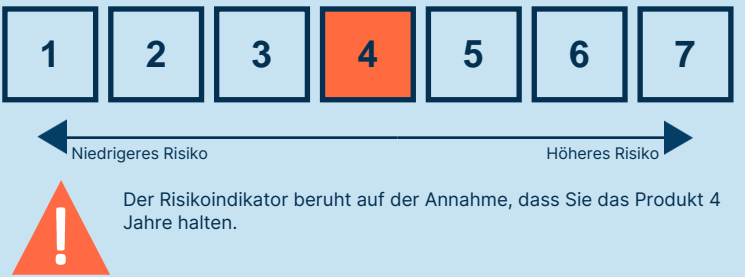 1 2 3 4 5 6 7
Niedrigeres Risiko Höheres Risiko
!
Der Risikoindikator beruht auf der Annahme, dass Sie das Produkt 4
Jahre halten.